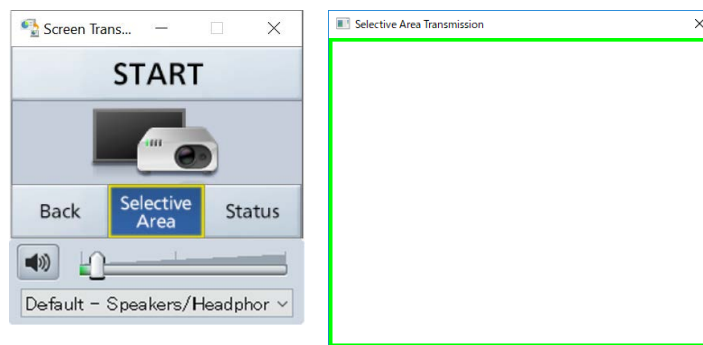 Screen Trans...
START
Back
Selective
Area
Status
Default - Speakers/Headphor
Selective Area Transmission